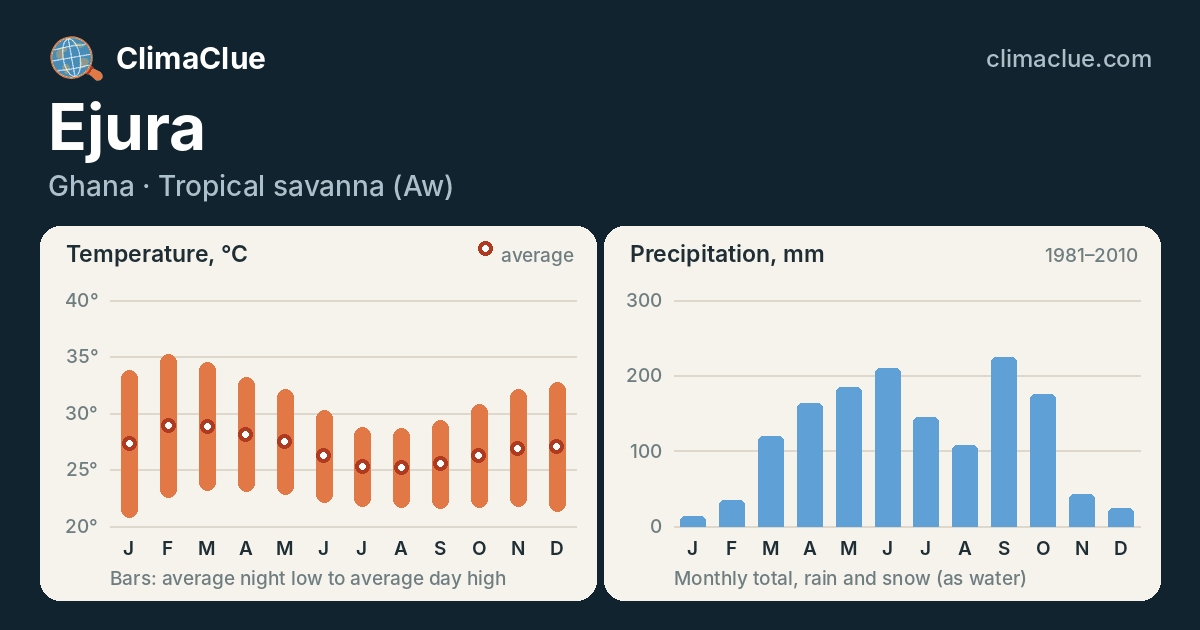 ClimaClue
climaclue.com
Ejura
Ghana · Tropical savanna (Aw)
Temperature, °C
average
40°
35°
30°
25°
20°
J F M A M J J A S O N D
Bars: average night low to average day high
Precipitation, mm
1981–2010
300
200
100
0
J F M A M J J A S O N D
Monthly total, rain and snow (as water)